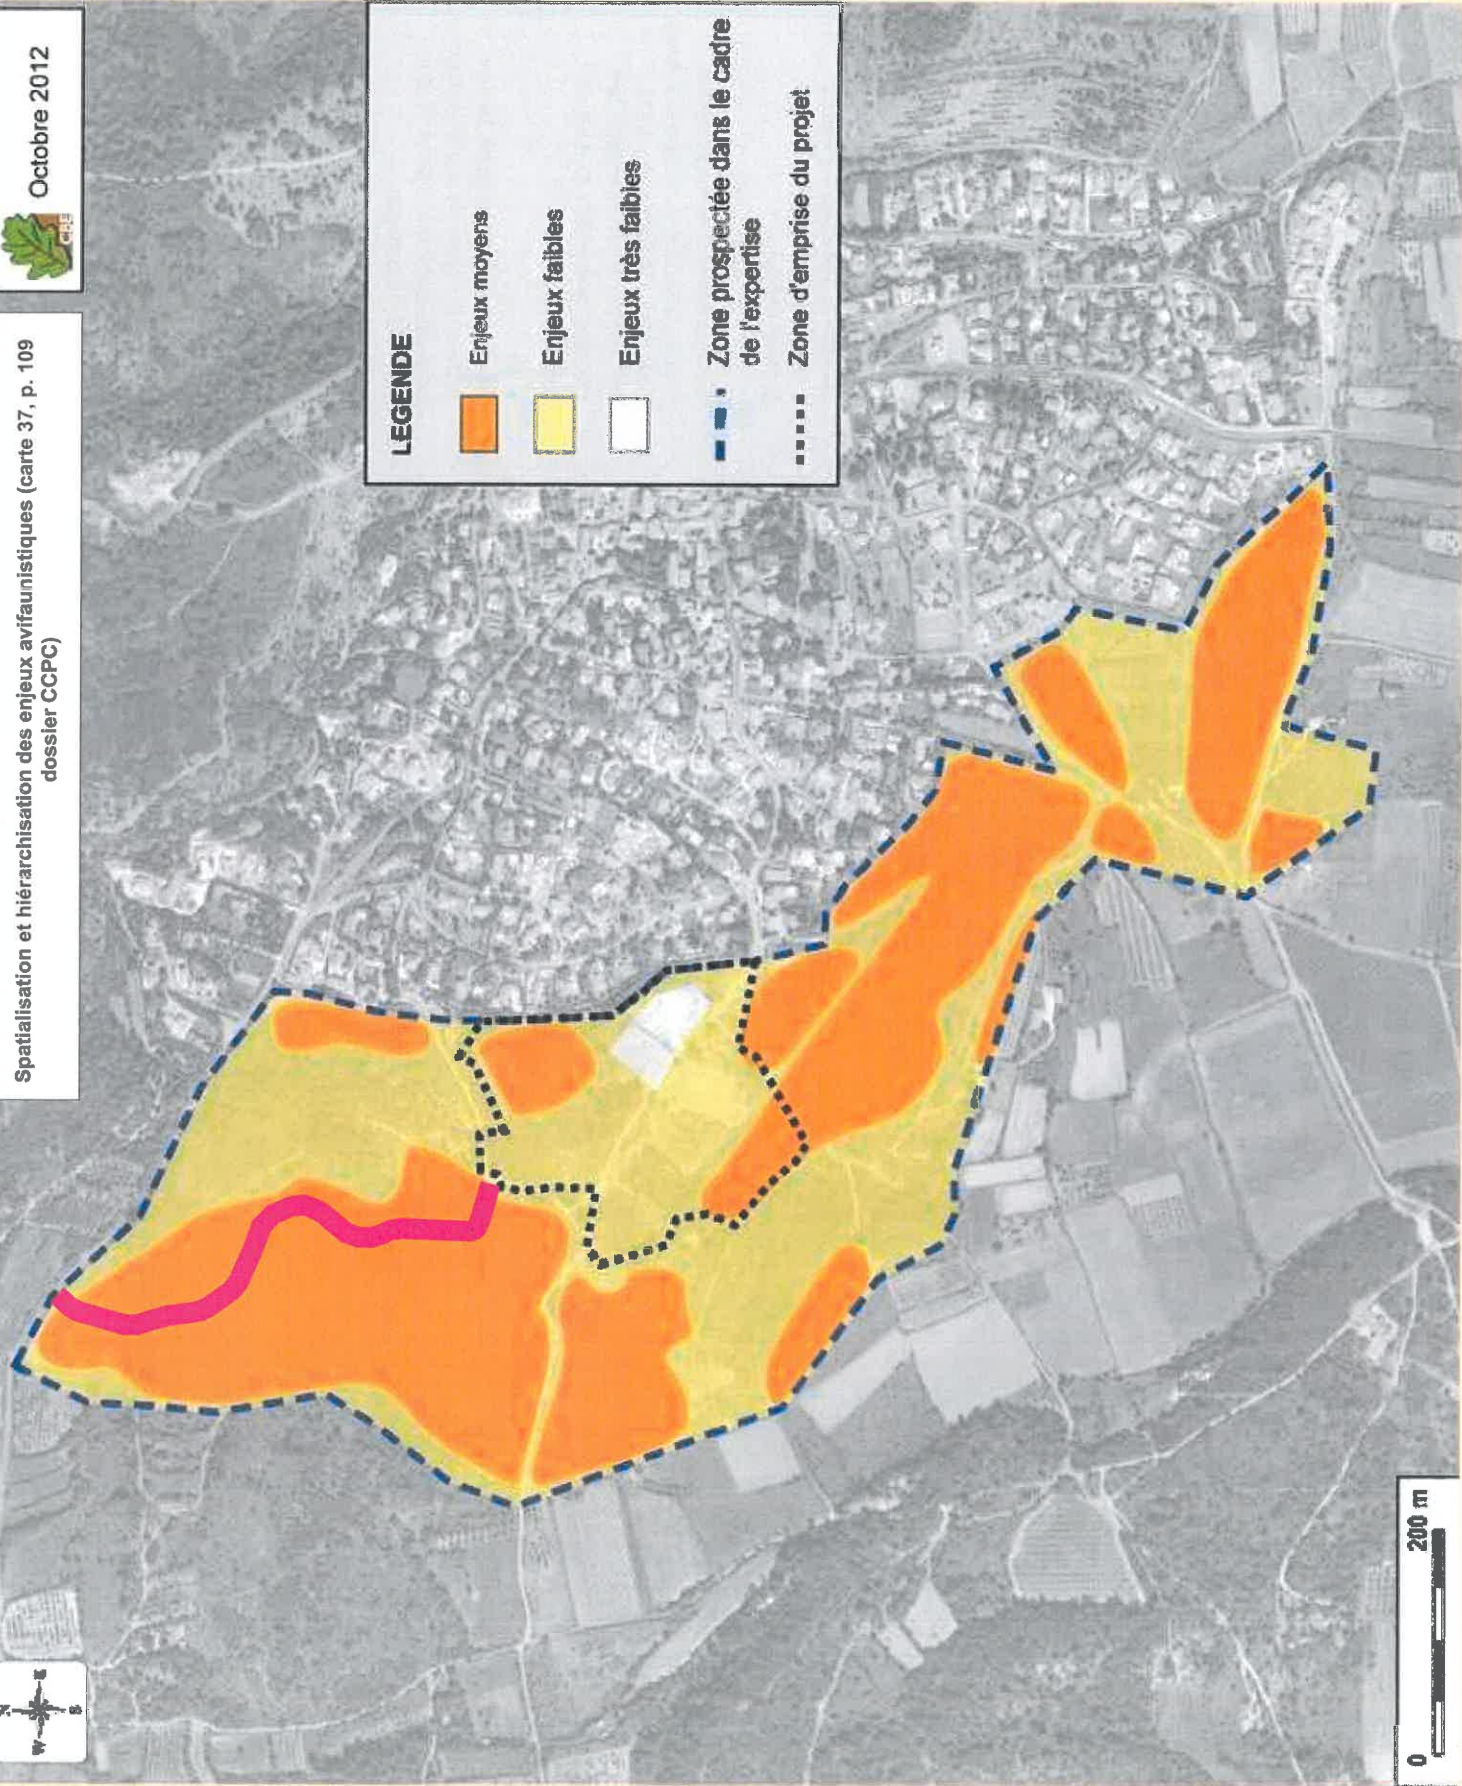 Spatialisation et hiérarchisation des enjeux avifaunistiques (carte 37, p. 109
dossier CCPC)
CBE
Octobre 2012
LEGENDE
Enjeux moyens
Enjeux faibles
Enjeux très faibles
Zone prospectée dans le cadre
de l'expertise
Zone d'emprise du projet
N
W
E
S
0
200 m